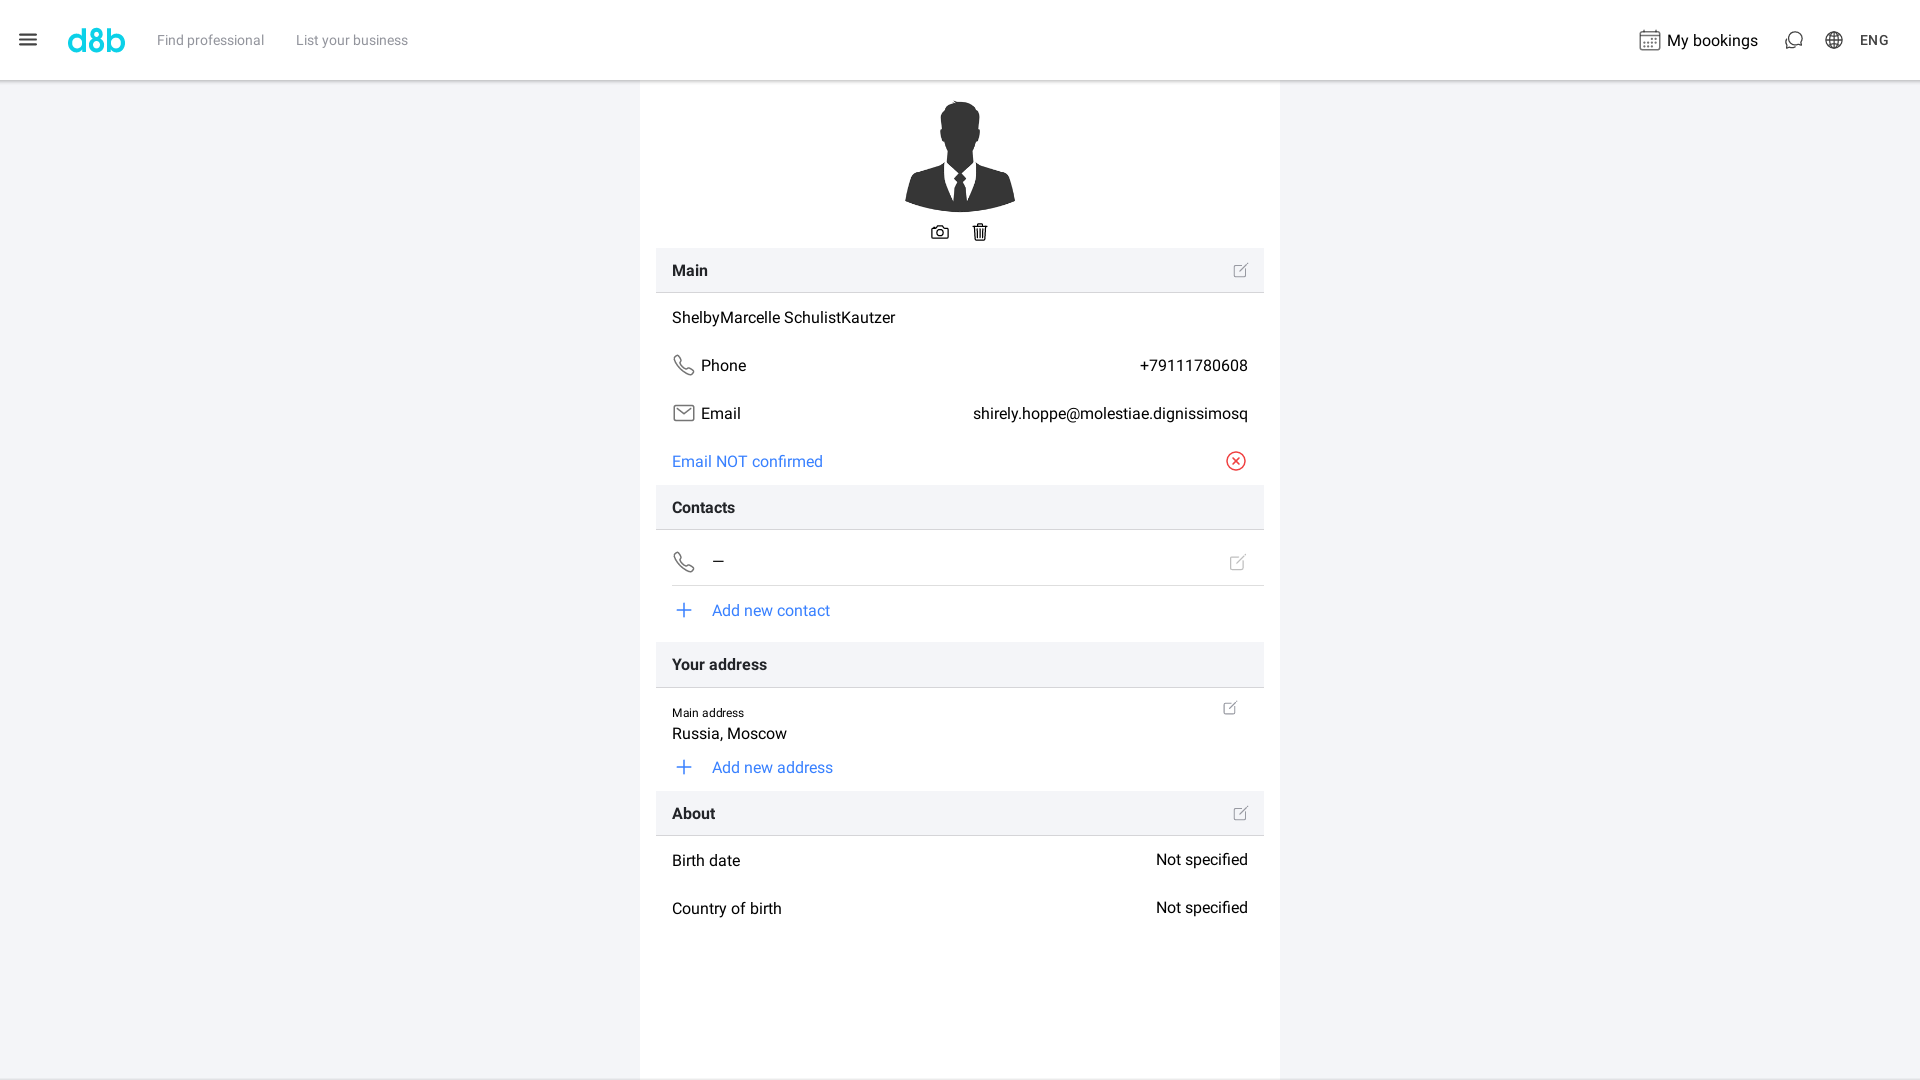 d8b
Find professional
List your business
My bookings
ENG
Main
ShelbyMarcelle SchulistKautzer
Phone
+79111780608
Email
shirely.hoppe@molestiae.dignissimosq
Email NOT confirmed
Contacts
—
Add new contact
Your address
Main address
Russia, Moscow
Add new address
About
Birth date
Not specified
Country of birth
Not specified